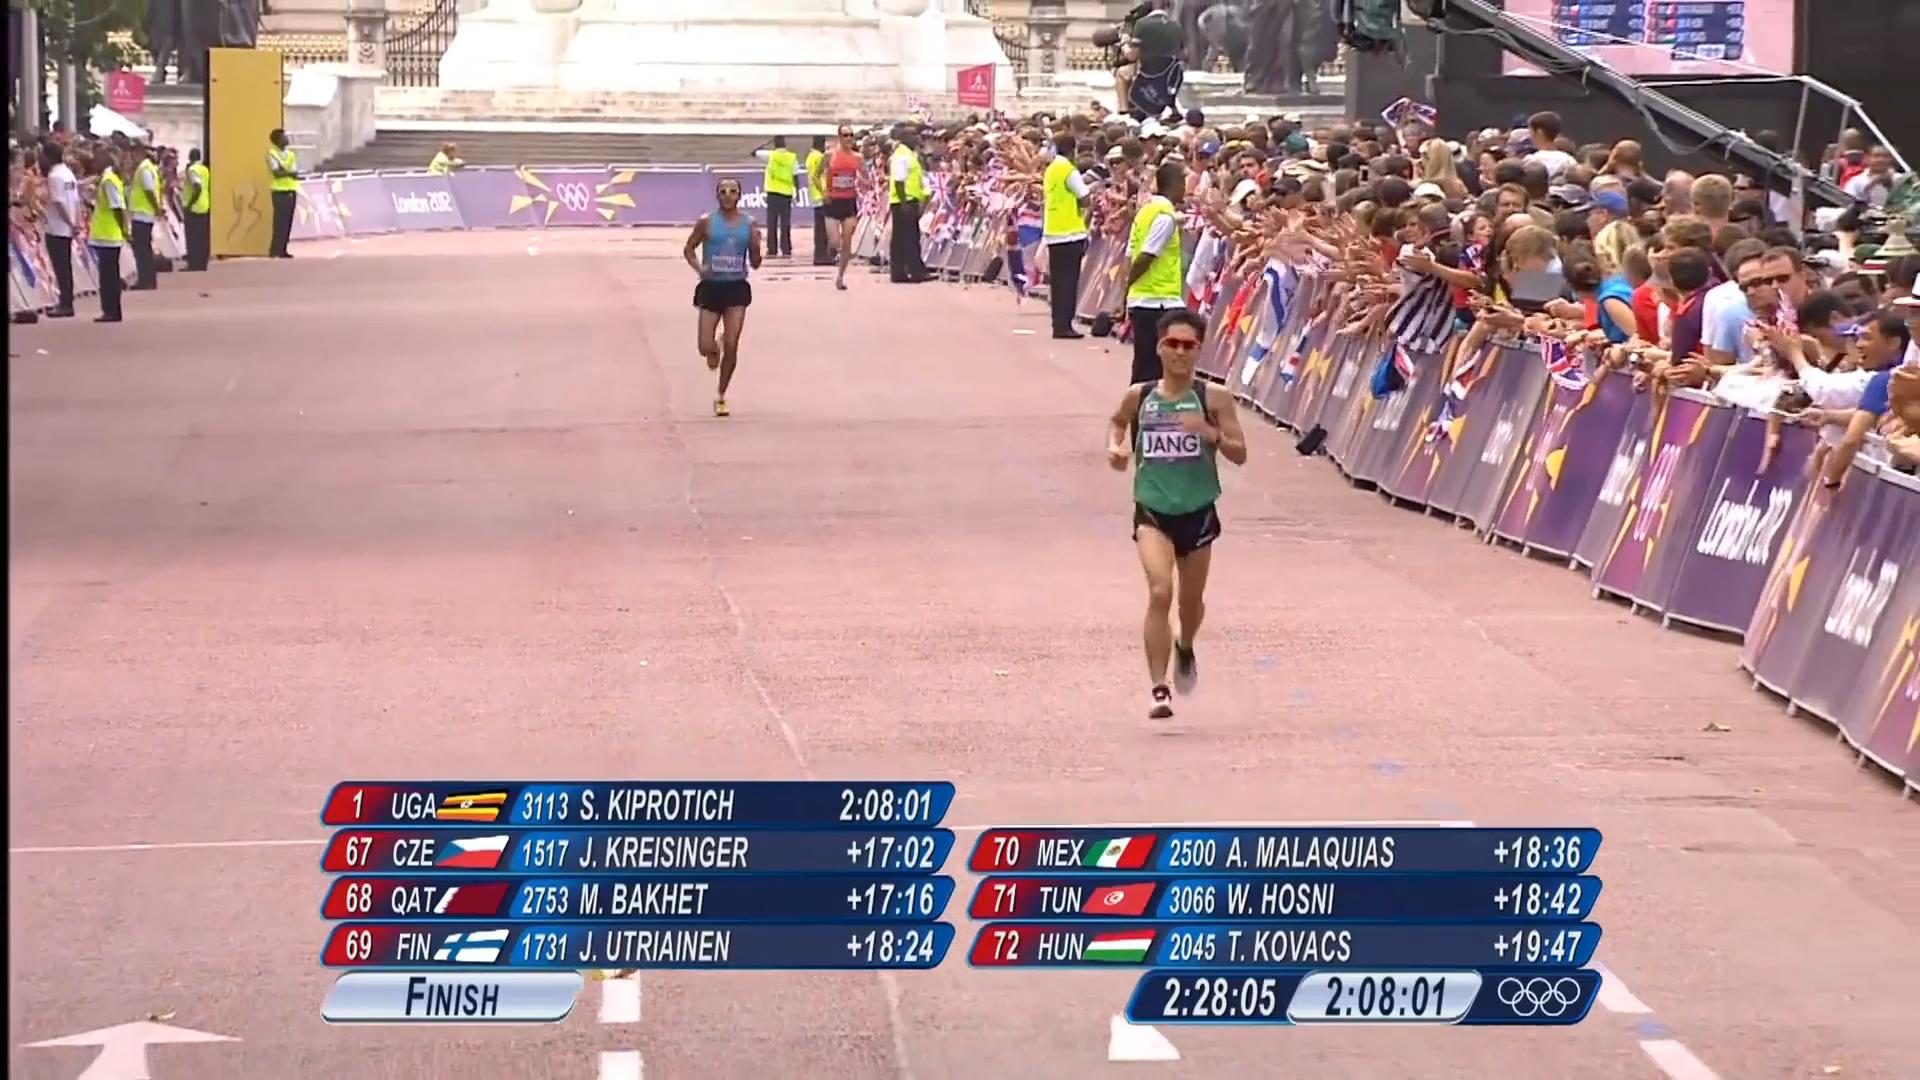 London 2012
JANG
London 2012
London 2012
1 UGA 3113 S. KIPROTICH 2:08:01
67 CZE 1517 J. KREISINGER +17:02
68 QAT 2753 M. BAKHET +17:16
69 FIN 1731 J. UTRIAINEN +18:24
70 MEX 2500 A. MALAQUIAS +18:36
71 TUN 3066 W. HOSNI +18:42
72 HUN 2045 T. KOVACS +19:47
FINISH
2:28:05 2:08:01